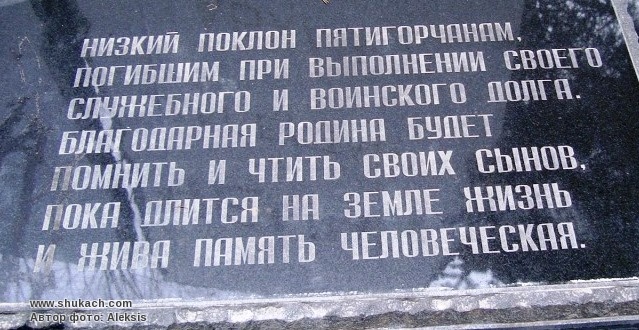 НИЗКИЙ ПОКЛОН ПЯТИГОРЧАНАМ,
ПОГИБШИМ ПРИ ВЫПОЛНЕНИИ СВОЕГО
СЛУЖЕБНОГО И ВОИНСКОГО ДОЛГА.
БЛАГОДАРНАЯ РОДИНА БУДЕТ
ПОМНИТЬ И ЧТИТЬ СВОИХ СЫНОВ,
ПОКА ДЛИТСЯ НА ЗЕМЛЕ ЖИЗНЬ
И ЖИВА ПАМЯТЬ ЧЕЛОВЕЧЕСКАЯ.
www.shukach.com
Автор фото: Aleksis